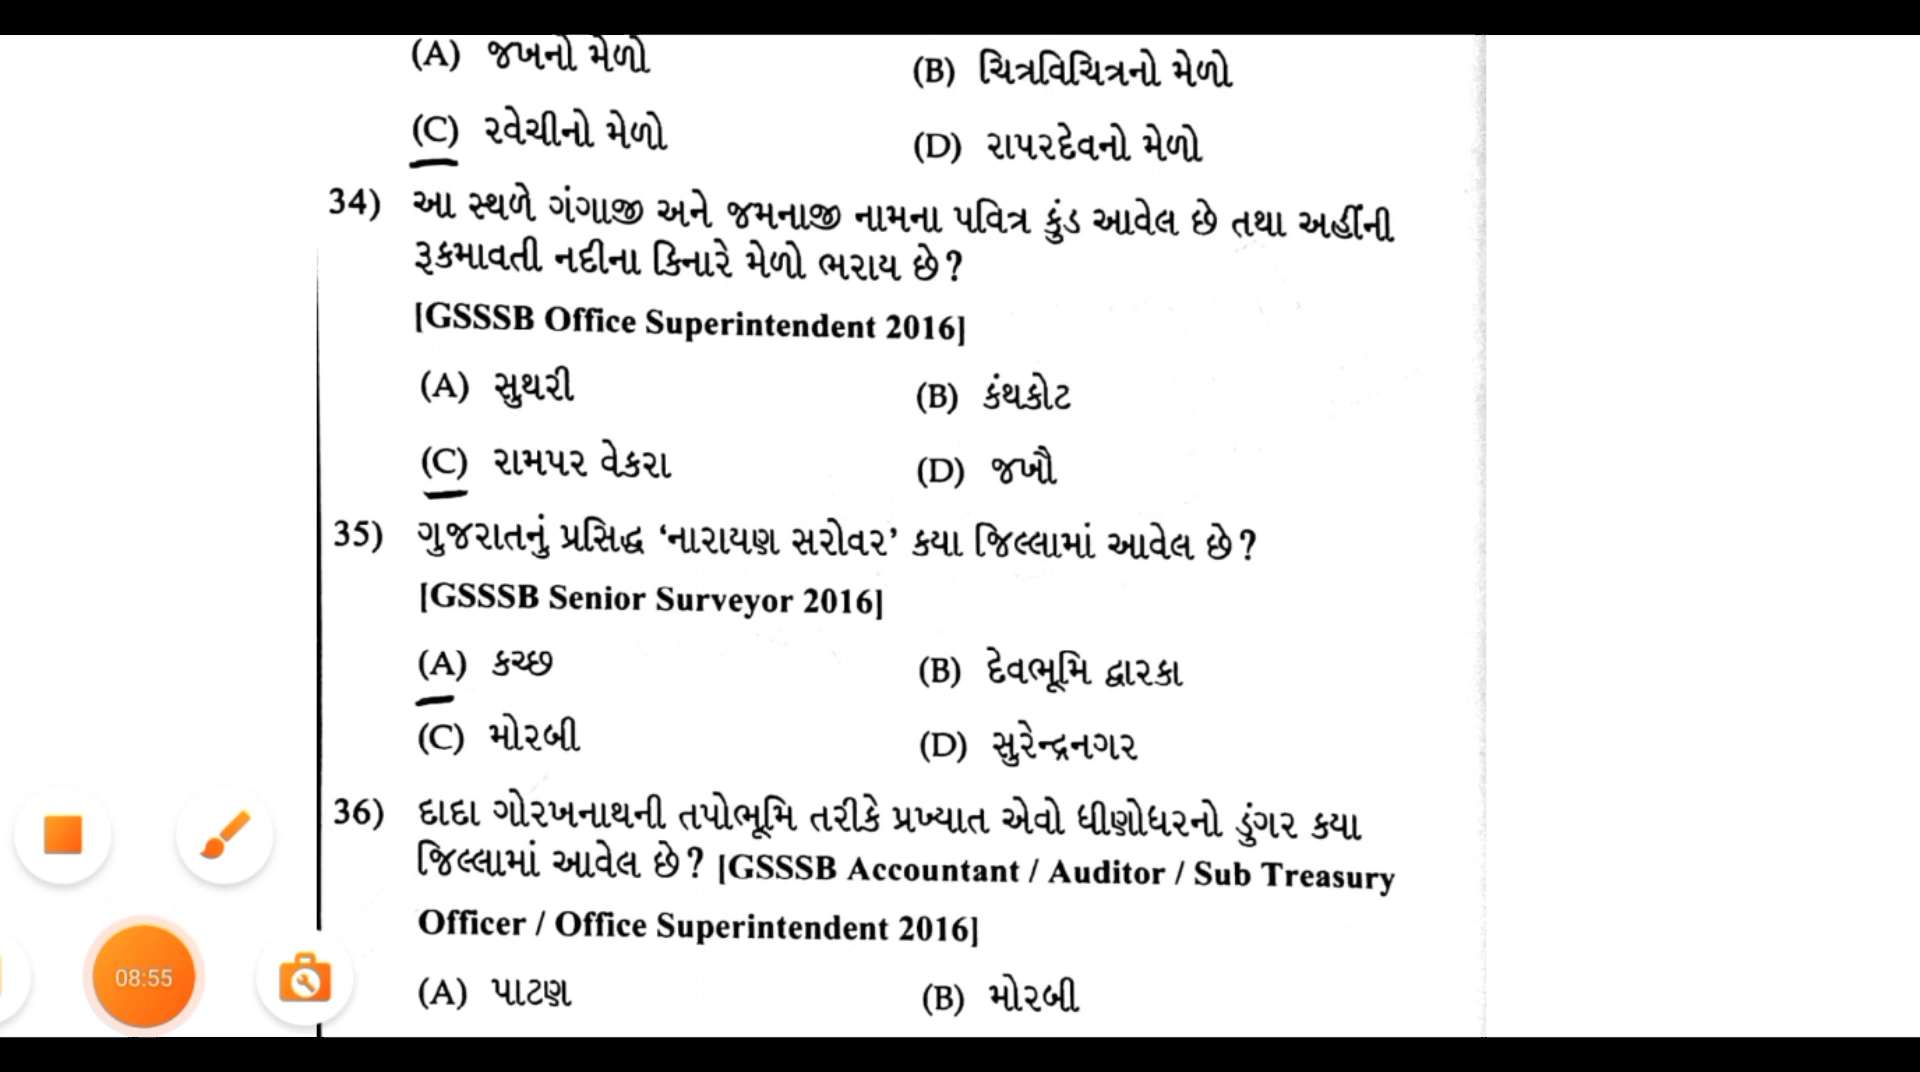 (A) જખનો મેળો (B) ચિત્રવિચિત્રનો મેળો
(C) રવેચીનો મેળો (D) રાપરદેવનો મેળો
34) આ સ્થળે ગંગાજી અને જમનાજી નામના પવિત્ર કુંડ આવેલ છે તથા અહીંની
રૂકમાવતી નદીના કિનારે મેળો ભરાય છે?
[GSSSB Office Superintendent 2016]
(A) સુથરી (B) કંથકોટ
(C) રામપર વેકરા (D) જખૌ
35) ગુજરાતનું પ્રસિદ્ધ ‘નારાયણ સરોવર’ કયા જિલ્લામાં આવેલ છે?
[GSSSB Senior Surveyor 2016]
(A) કચ્છ (B) દેવભૂમિ દ્વારકા
(C) મોરબી (D) સુરેન્દ્રનગર
36) દાદા ગોરખનાથની તપોભૂમિ તરીકે પ્રખ્યાત એવો ધીણોધરનો ડુંગર કયા
જિલ્લામાં આવેલ છે? [GSSSB Accountant / Auditor / Sub Treasury
Officer / Office Superintendent 2016]
(A) પાટણ (B) મોરબી
08:55